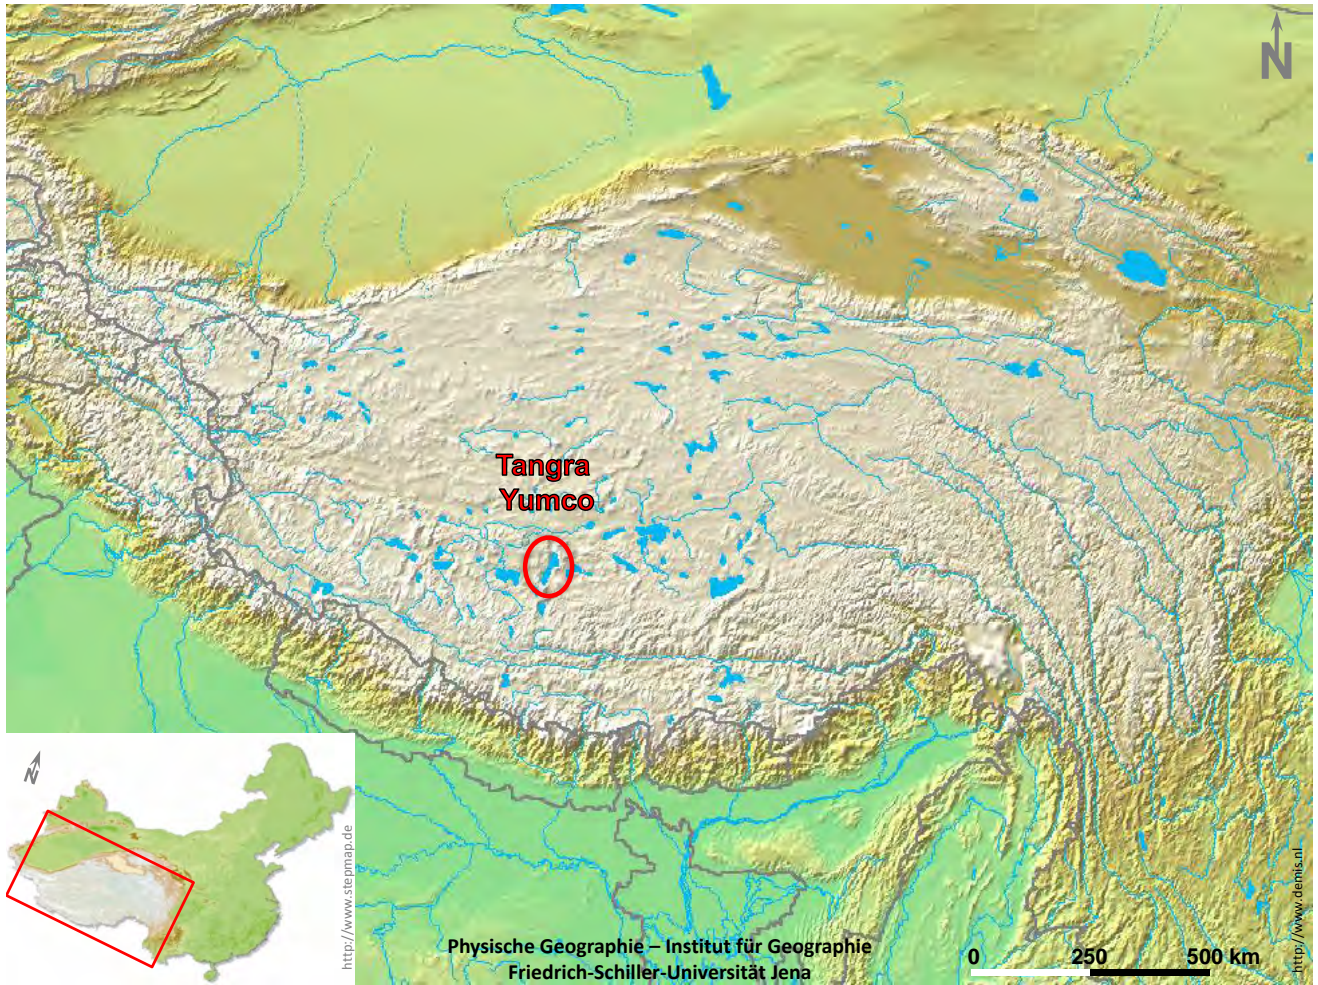 N
Tangra
Yumco
N
http://www.stepmap.de
http://www.demis.nl
Physische Geographie – Institut für Geographie
Friedrich-Schiller-Universität Jena
0 250 500 km